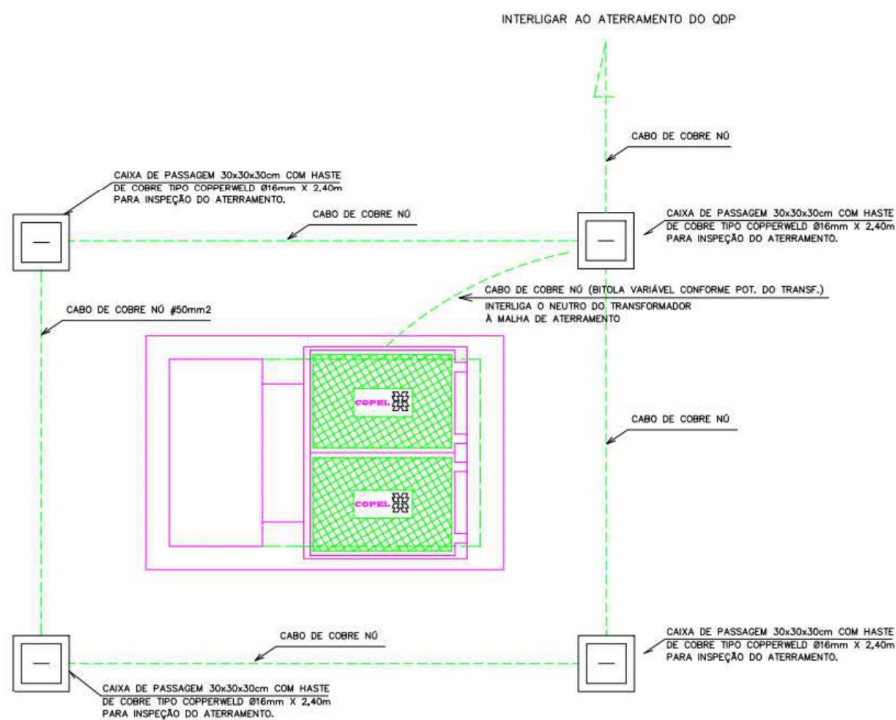 INTERLIGAR AO ATERRAMENTO DO QDP
CABO DE COBRE NÚ
CAIXA DE PASSAGEM 30x30x30cm COM HASTE
DE COBRE TIPO COPPERWELD Ø16mm X 2,40m
PARA INSPEÇÃO DO ATERRAMENTO.
CABO DE COBRE NÚ
CAIXA DE PASSAGEM 30x30x30cm COM HASTE
DE COBRE TIPO COPPERWELD Ø16mm X 2,40m
PARA INSPEÇÃO DO ATERRAMENTO.
CABO DE COBRE NÚ (BITOLA VARIÁVEL CONFORME POT. DO TRANSF.)
INTERLIGA O NEUTRO DO TRANSFORMADOR
À MALHA DE ATERRAMENTO
CABO DE COBRE NÚ #50mm2
COPEL
CABO DE COBRE NÚ
COPEL
CABO DE COBRE NÚ
CAIXA DE PASSAGEM 30x30x30cm COM HASTE
DE COBRE TIPO COPPERWELD Ø16mm X 2,40m
PARA INSPEÇÃO DO ATERRAMENTO.
CAIXA DE PASSAGEM 30x30x30cm COM HASTE
DE COBRE TIPO COPPERWELD Ø16mm X 2,40m
PARA INSPEÇÃO DO ATERRAMENTO.